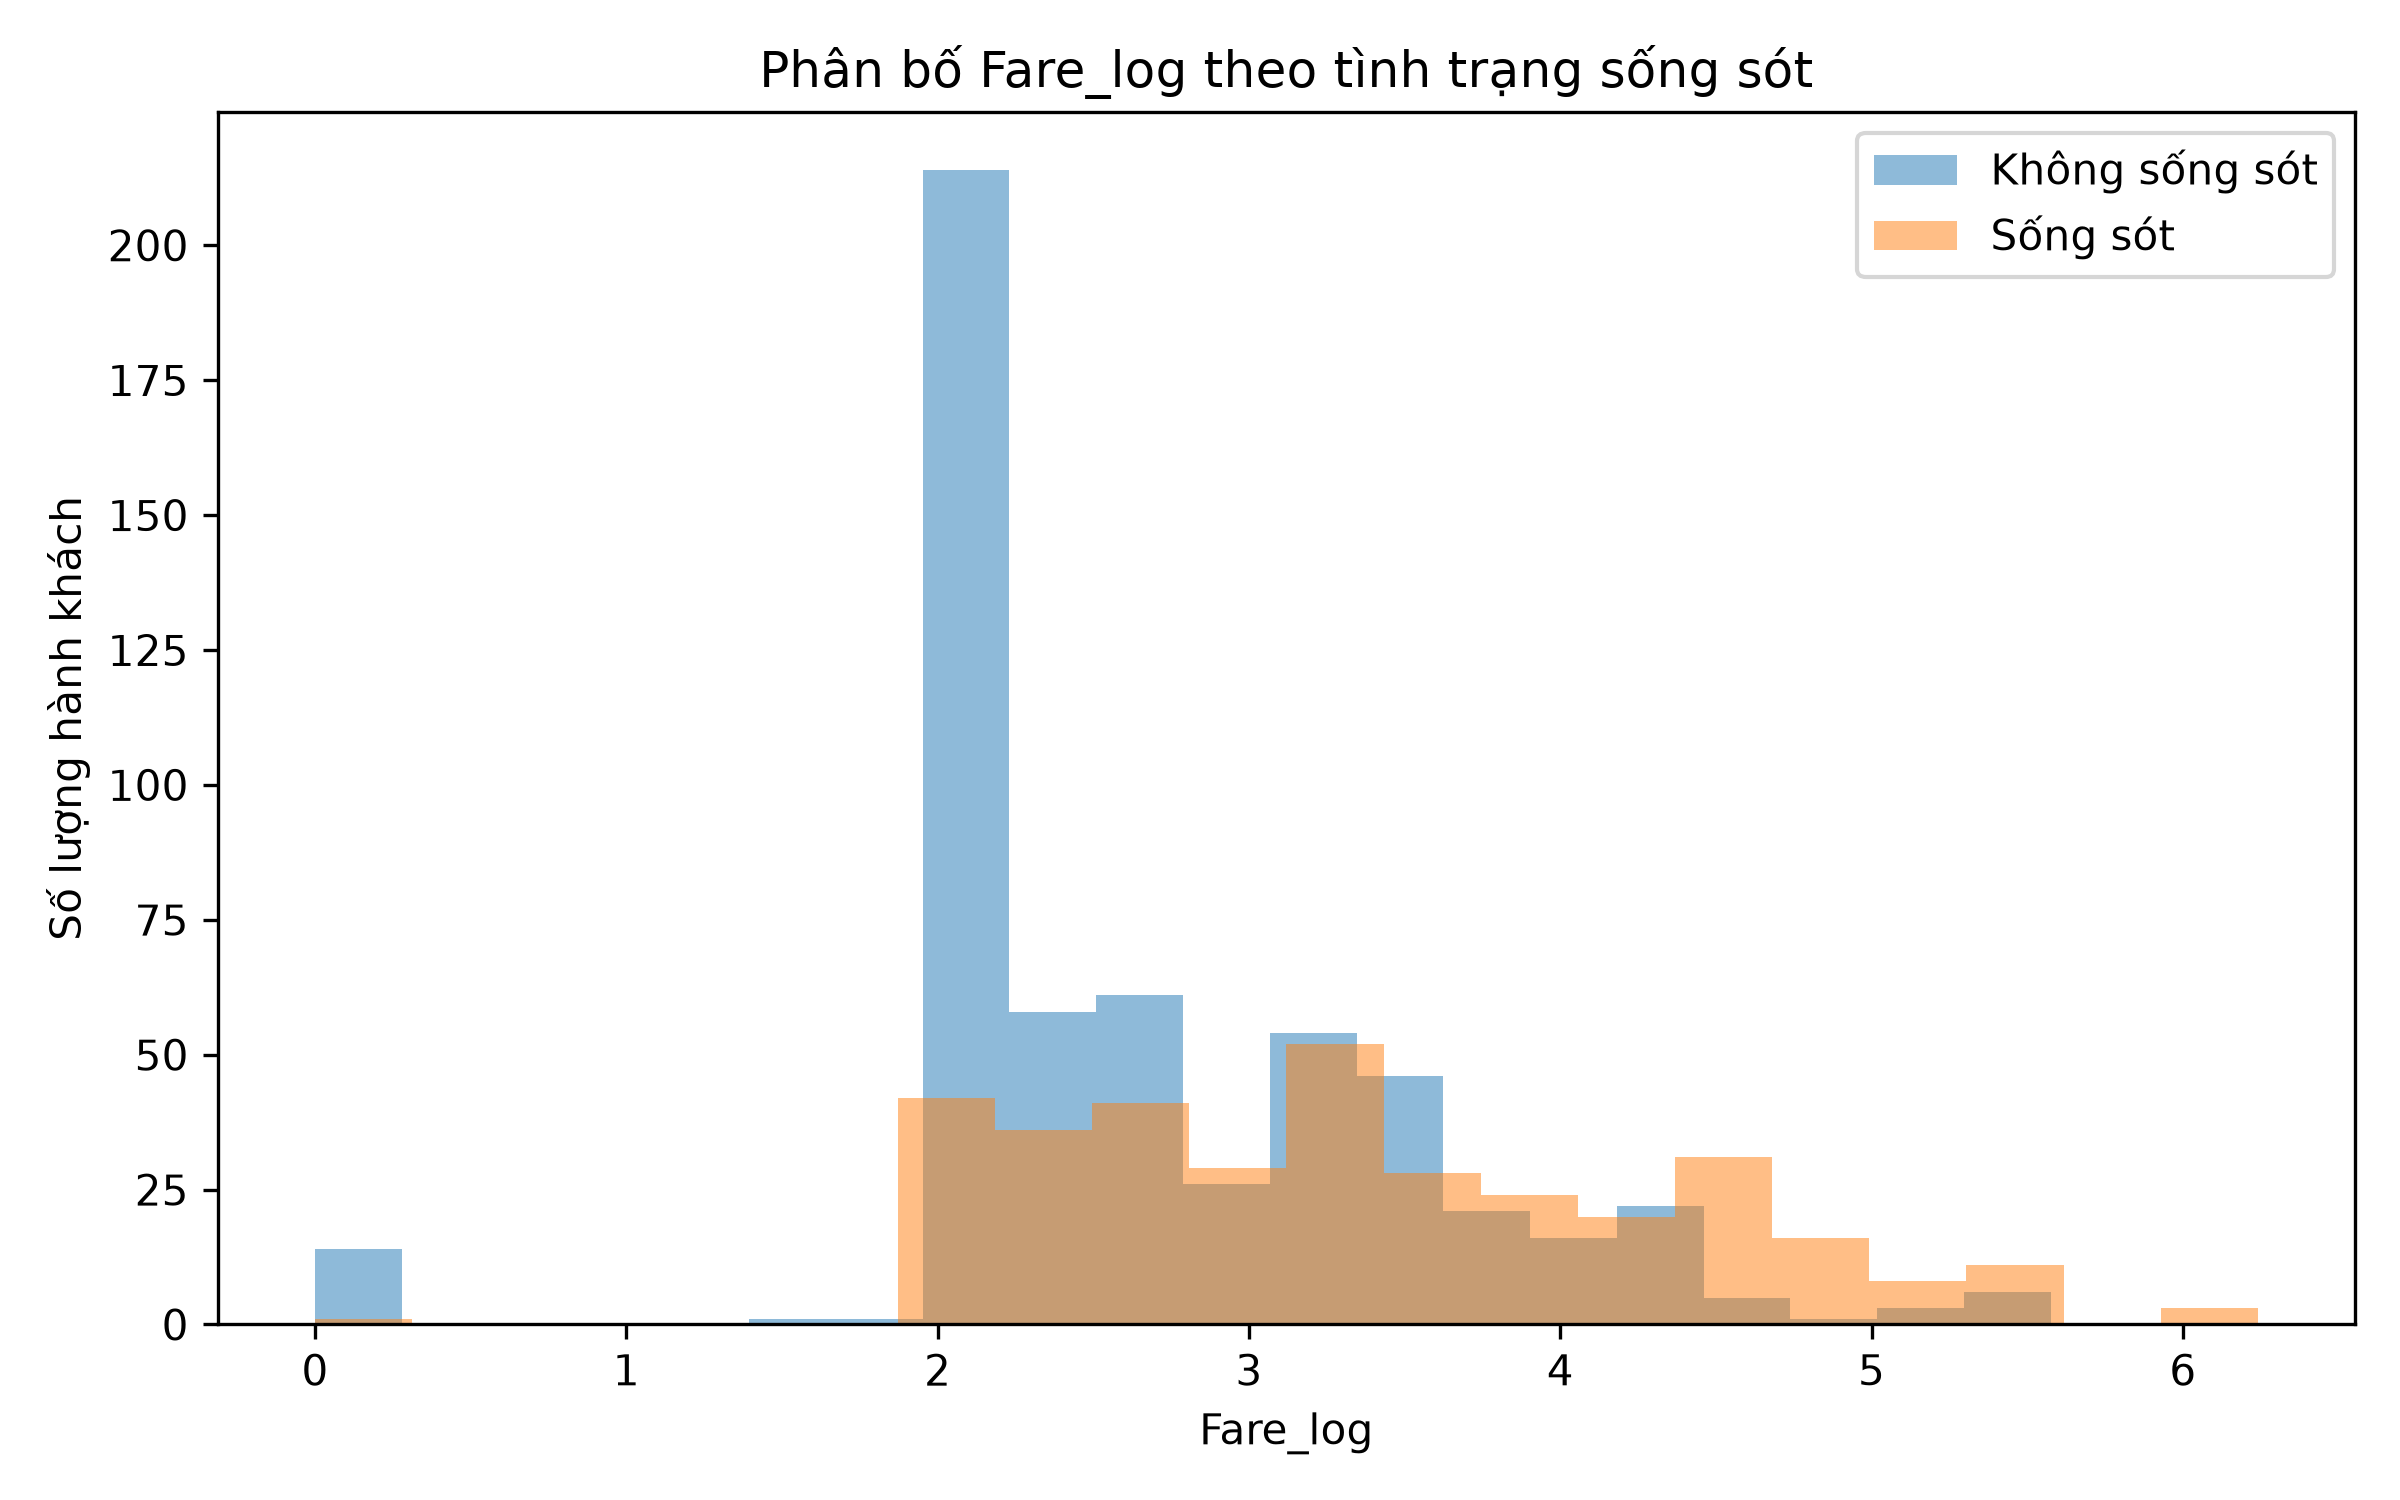 Phân bố Fare_log theo tình trạng sống sót
Không sống sót
Sống sót
Số lượng hành khách
200
175
150
125
100
75
50
25
0
0 1 2 3 4 5 6
Fare_log